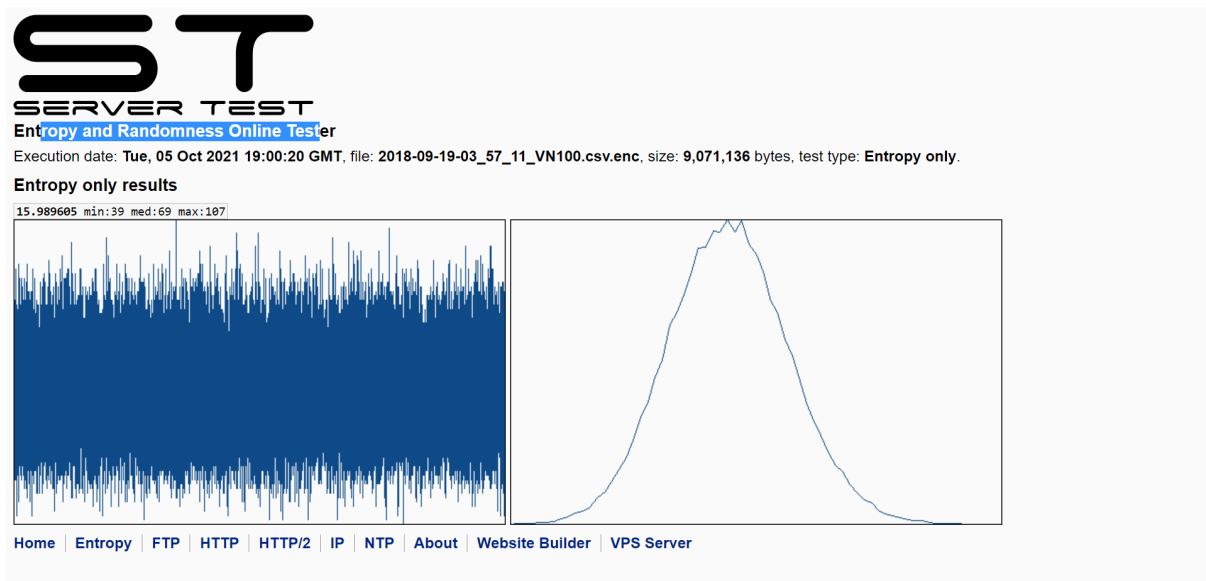 ST
SERVER TEST
Entropy and Randomness Online Tester
Execution date: Tue, 05 Oct 2021 19:00:20 GMT, file: 2018-09-19-03_57_11_VN100.csv.enc, size: 9,071,136 bytes, test type: Entropy only.
Entropy only results
15.989605 min:39 med:69 max:107
Home | Entropy | FTP | HTTP | HTTP/2 | IP | NTP | About | Website Builder | VPS Server